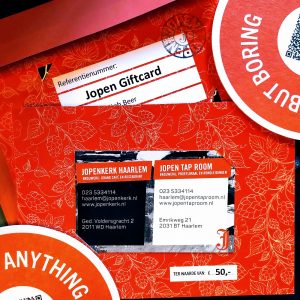 Referentienummer:
Jopen Giftcard
Beer
BUT BORING
JOPENKERK HAARLEM
BROUWERIJ, GRAND CAFÉ EN RESTAURANT
023 5334114
haarlem@jopenkerk.nl
www.jopenkerk.nl
Ged. Voldersgracht 2
2011 WD Haarlem
JOPEN TAP ROOM
BROUWERIJ, PROEFLOKAAL EN RONDLEIDINGEN
023 5334114
haarlem@jopentaproom.nl
www.jopentaproom.nl
Emrikweg 21
2031 BT Haarlem
J
TER WAARDE VAN: € 50,-
ANYTHING